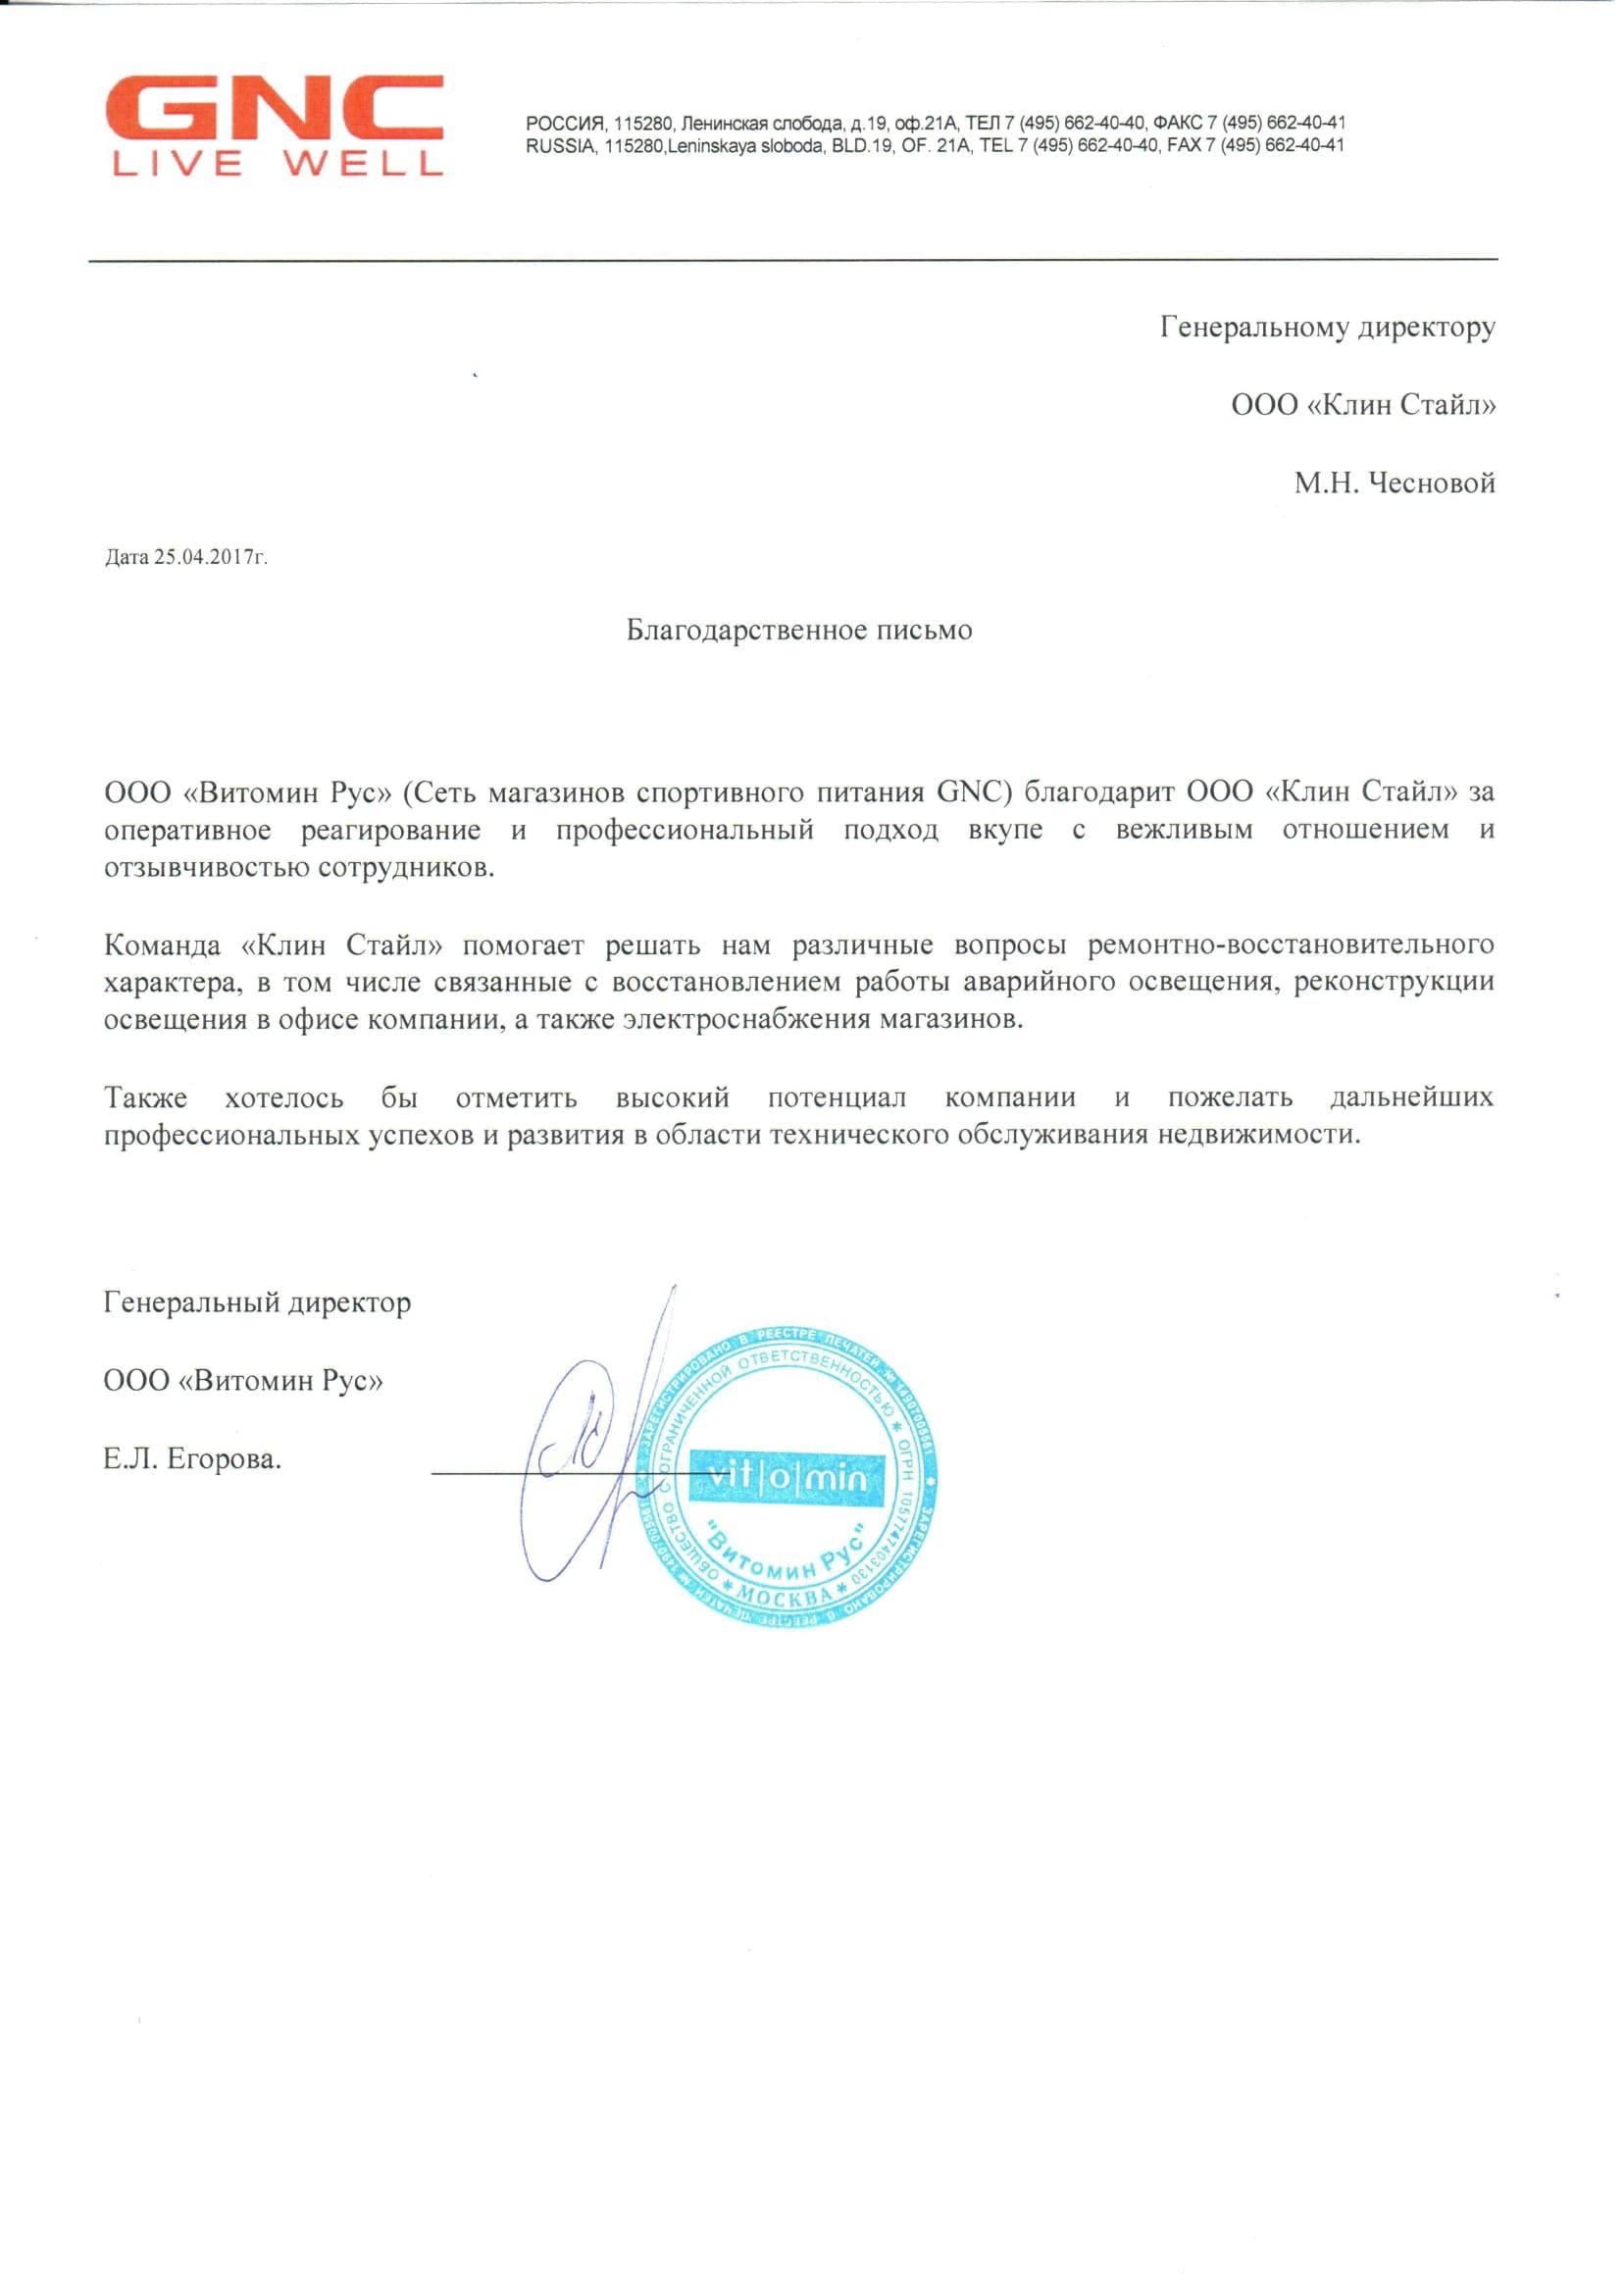 GNC
LIVE WELL
РОССИЯ, 115280, Ленинская слобода, д.19, оф.21А, ТЕЛ 7 (495) 662-40-40, ФАКС 7 (495) 662-40-41
RUSSIA, 115280,Leninskaya sloboda, BLD.19, OF. 21A, TEL 7 (495) 662-40-40, FAX 7 (495) 662-40-41
Генеральному директору
ООО «Клин Стайл»
М.Н. Чесновой
Дата 25.04.2017г.
Благодарственное письмо
ООО «Витомин Рус» (Сеть магазинов спортивного питания GNC) благодарит ООО «Клин Стайл» за
оперативное реагирование и профессиональный подход вкупе с вежливым отношением и
отзывчивостью сотрудников.
Команда «Клин Стайл» помогает решать нам различные вопросы ремонтно-восстановительного
характера, в том числе связанные с восстановлением работы аварийного освещения, реконструкции
освещения в офисе компании, а также электроснабжения магазинов.
Также хотелось бы отметить высокий потенциал компании и пожелать дальнейших
профессиональных успехов и развития в области технического обслуживания недвижимости.
Генеральный директор
ООО «Витомин Рус»
Е.Л. Егорова.
ЗАРЕГИСТРИРОВАНО В РЕЕСТРЕ ПЕЧАТЕЙ
ОБЩЕСТВО С ОГРАНИЧЕННОЙ ОТВЕТСТВЕННОСТЬЮ * ОГРН 1057747403130
vit|o|min
"Витомин Рус"
* МОСКВА *